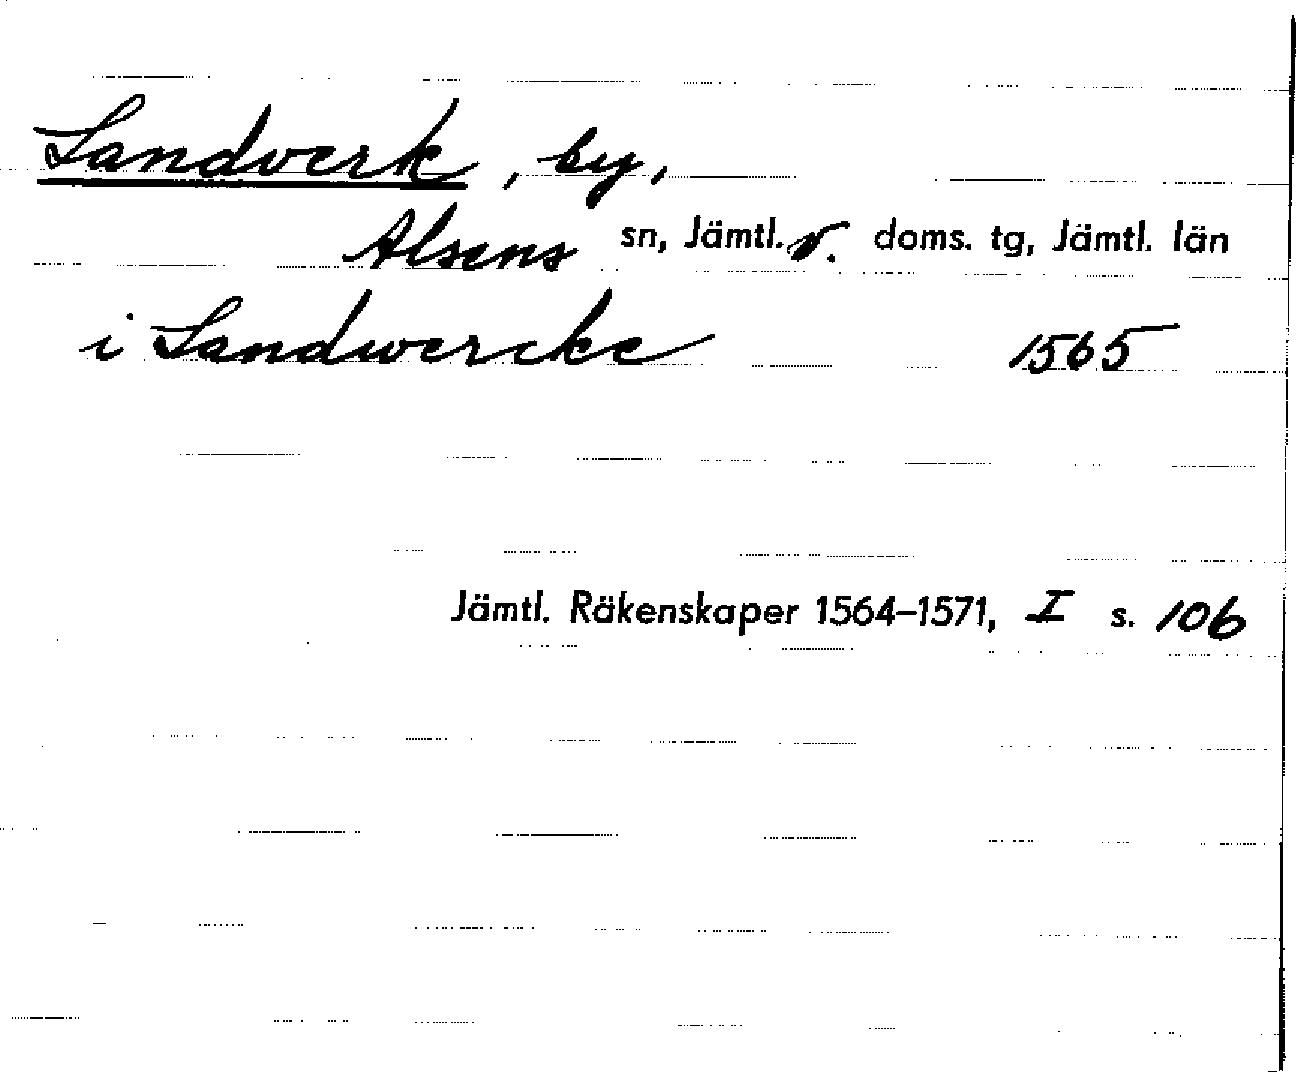 Landverk, by,
Alsens sn, Jämtl. v. doms. tg, Jämtl. län
i Landwercke 1565
Jämtl. Räkenskaper 1564–1571, I s. 106